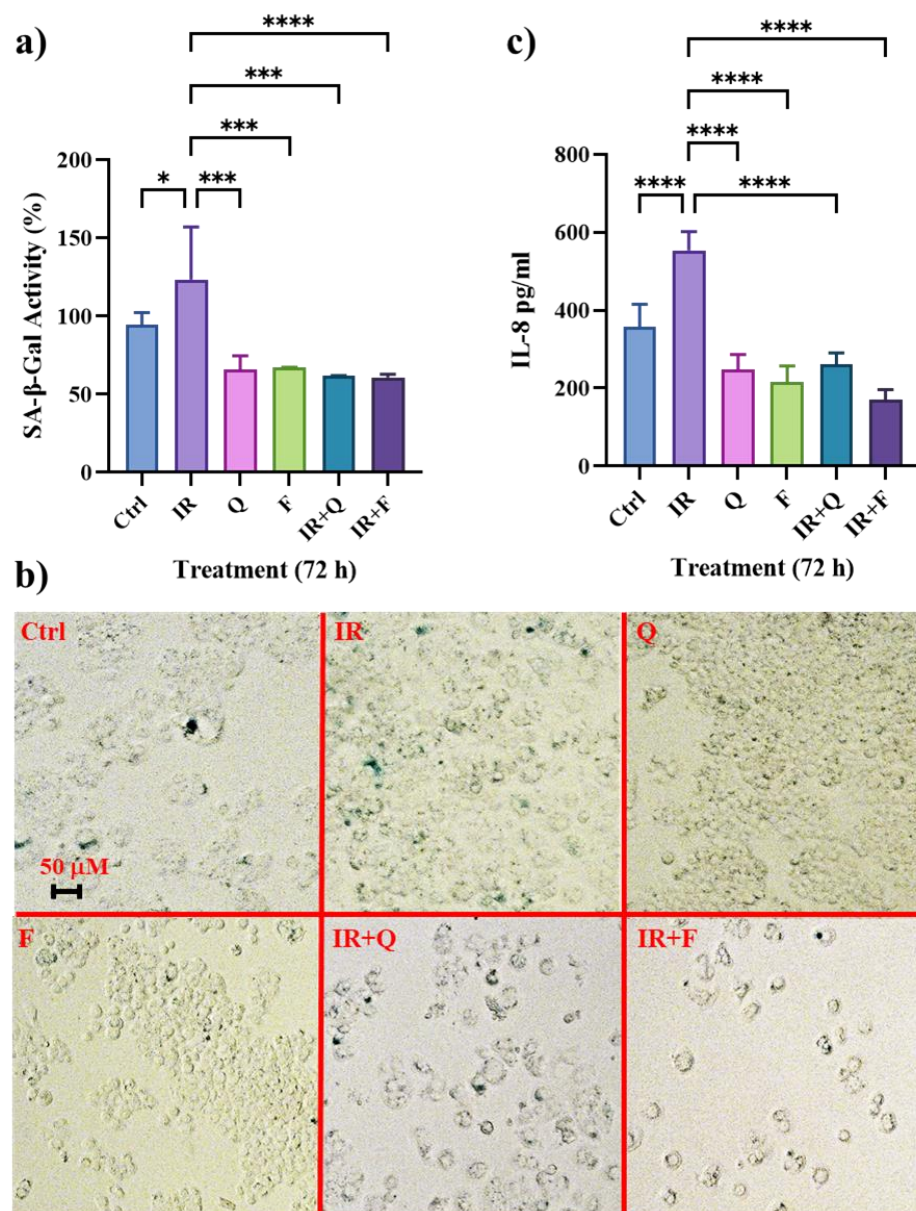 a)
****
***
***
*
***
200
150
100
50
0
SA-β-Gal Activity (%)
Ctrl
IR
Q
F
IR+Q
IR+F
Treatment (72 h)
c)
****
****
****
****
****
800
600
400
200
0
IL-8 pg/ml
Ctrl
IR
Q
F
IR+Q
IR+F
Treatment (72 h)
b)
Ctrl
IR
Q
50 μM
F
IR+Q
IR+F